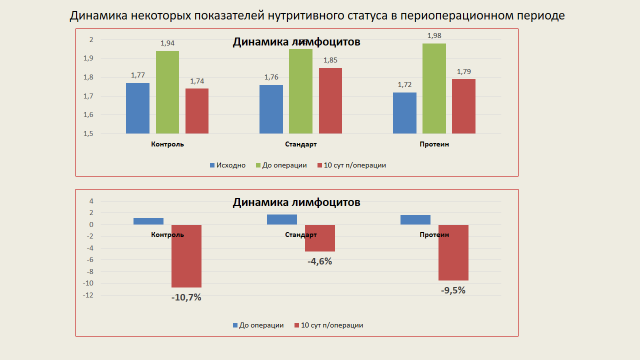 Динамика некоторых показателей нутритивного статуса в периоперационном периоде
Динамика лимфоцитов
2
1,9
1,8
1,7
1,6
1,5
1,77
1,94
1,74
1,76
1,85
1,72
1,98
1,79
Контроль
Стандарт
Протеин
Исходно До операции 10 сут п/операции
Динамика лимфоцитов
4
2
0
-2
-4
-6
-8
-10
-12
Контроль
Стандарт
Протеин
-10,7%
-4,6%
-9,5%
До операции 10 сут п/операции